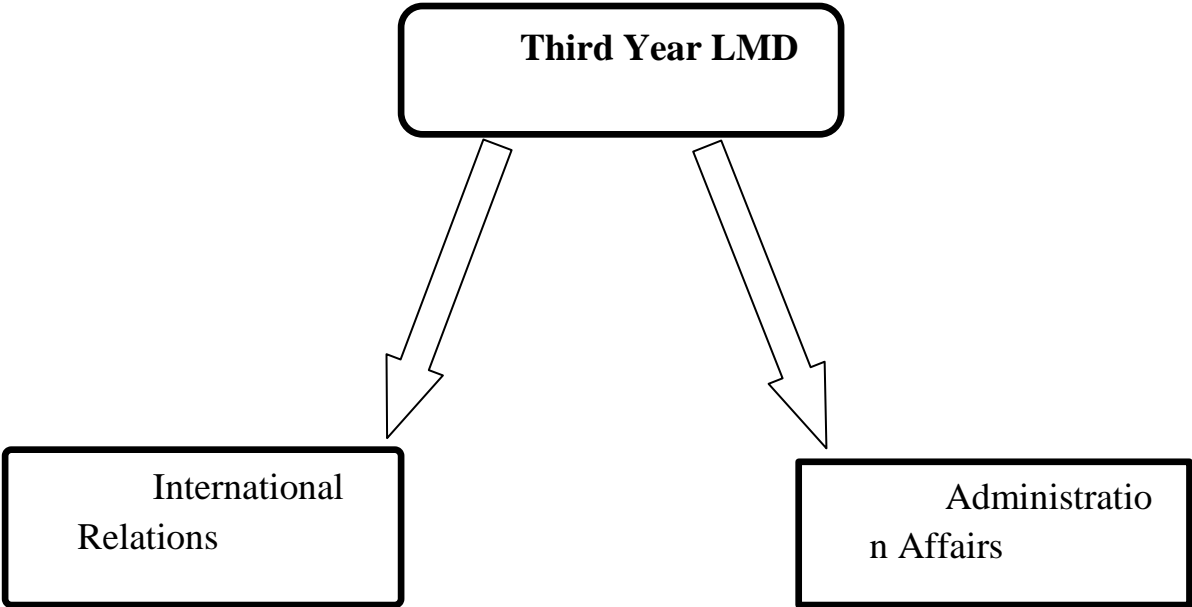 Third Year LMD
International
Relations
Administratio
n Affairs